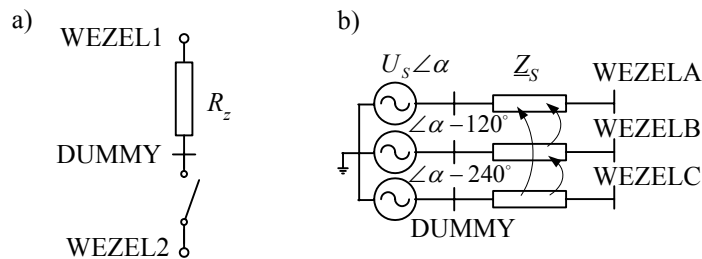 a)
WEZEL1
R_z
DUMMY
WEZEL2
b)
U_S∠α
Z_S
WEZELA
∠α−120°
WEZELB
∠α−240°
WEZELC
DUMMY